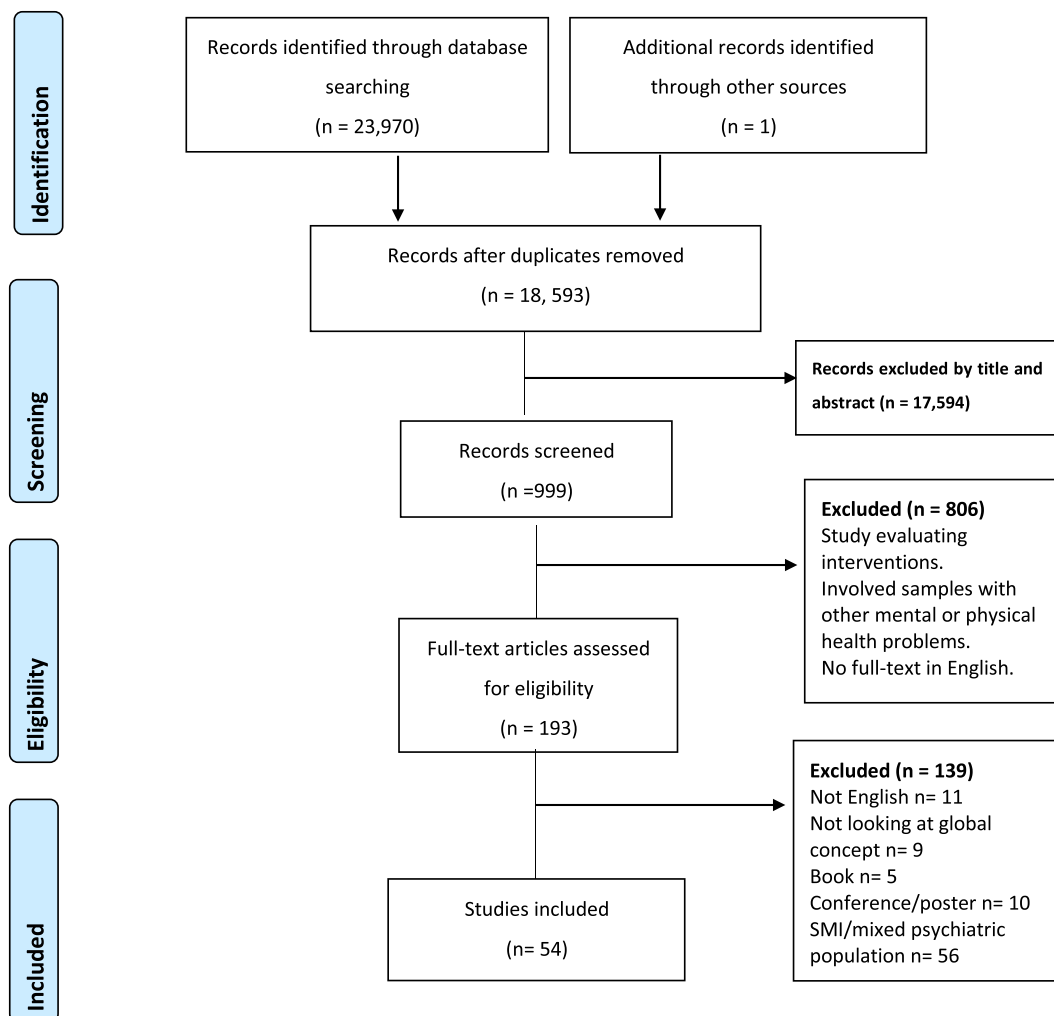 Identification
Records identified through database
searching
(n = 23,970)
Additional records identified
through other sources
(n = 1)
Records after duplicates removed
(n = 18, 593)
Screening
Records excluded by title and
abstract (n = 17,594)
Records screened
(n =999)
Excluded (n = 806)
Study evaluating
interventions.
Involved samples with
other mental or physical
health problems.
No full-text in English.
Eligibility
Full-text articles assessed
for eligibility
(n = 193)
Excluded (n = 139)
Not English n= 11
Not looking at global
concept n= 9
Book n= 5
Conference/poster n= 10
SMI/mixed psychiatric
population n= 56
Included
Studies included
(n= 54)